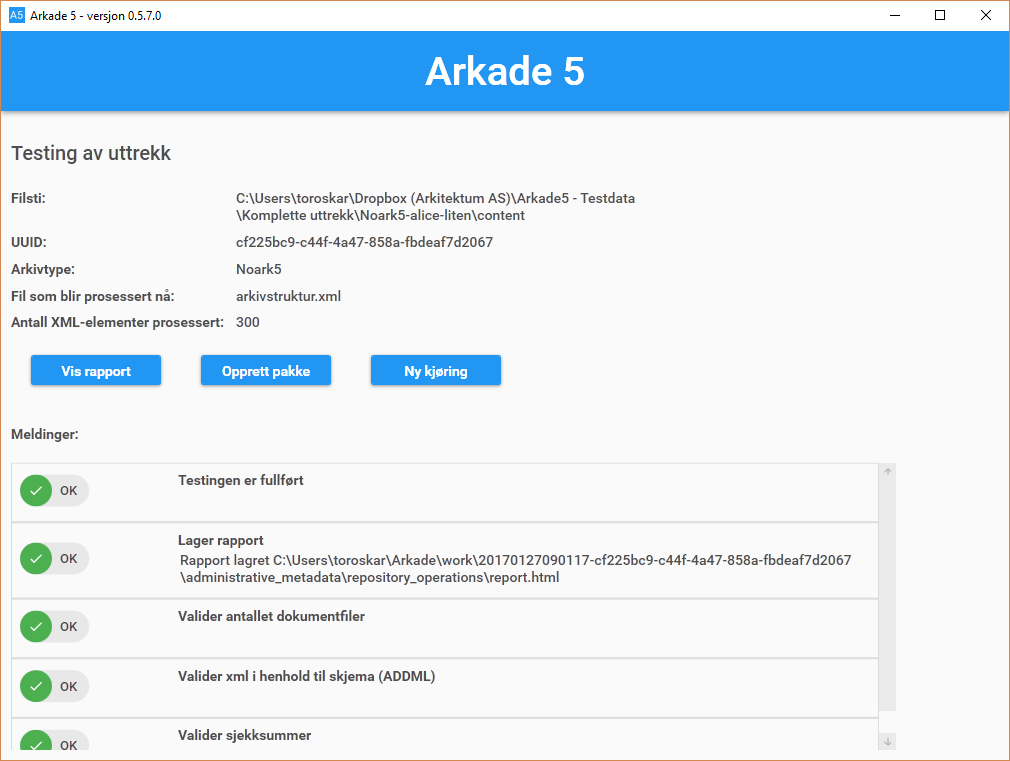 A5 Arkade 5 - versjon 0.5.7.0
Arkade 5
Testing av uttrekk
Filsti: C:\Users\toroskar\Dropbox (Arkitektum AS)\Arkade5 - Testdata
\Komplette uttrekk\Noark5-alice-liten\content
UUID: cf225bc9-c44f-4a47-858a-fbdeaf7d2067
Arkivtype: Noark5
Fil som blir prosessert nå: arkivstruktur.xml
Antall XML-elementer prosessert: 300
Vis rapport Opprett pakke Ny kjøring
Meldinger:
OK Testingen er fullført
OK Lager rapport
Rapport lagret C:\Users\toroskar\Arkade\work\20170127090117-cf225bc9-c44f-4a47-858a-fbdeaf7d2067
\administrative_metadata\repository_operations\report.html
OK Valider antallet dokumentfiler
OK Valider xml i henhold til skjema (ADDML)
OK Valider sjekksummer